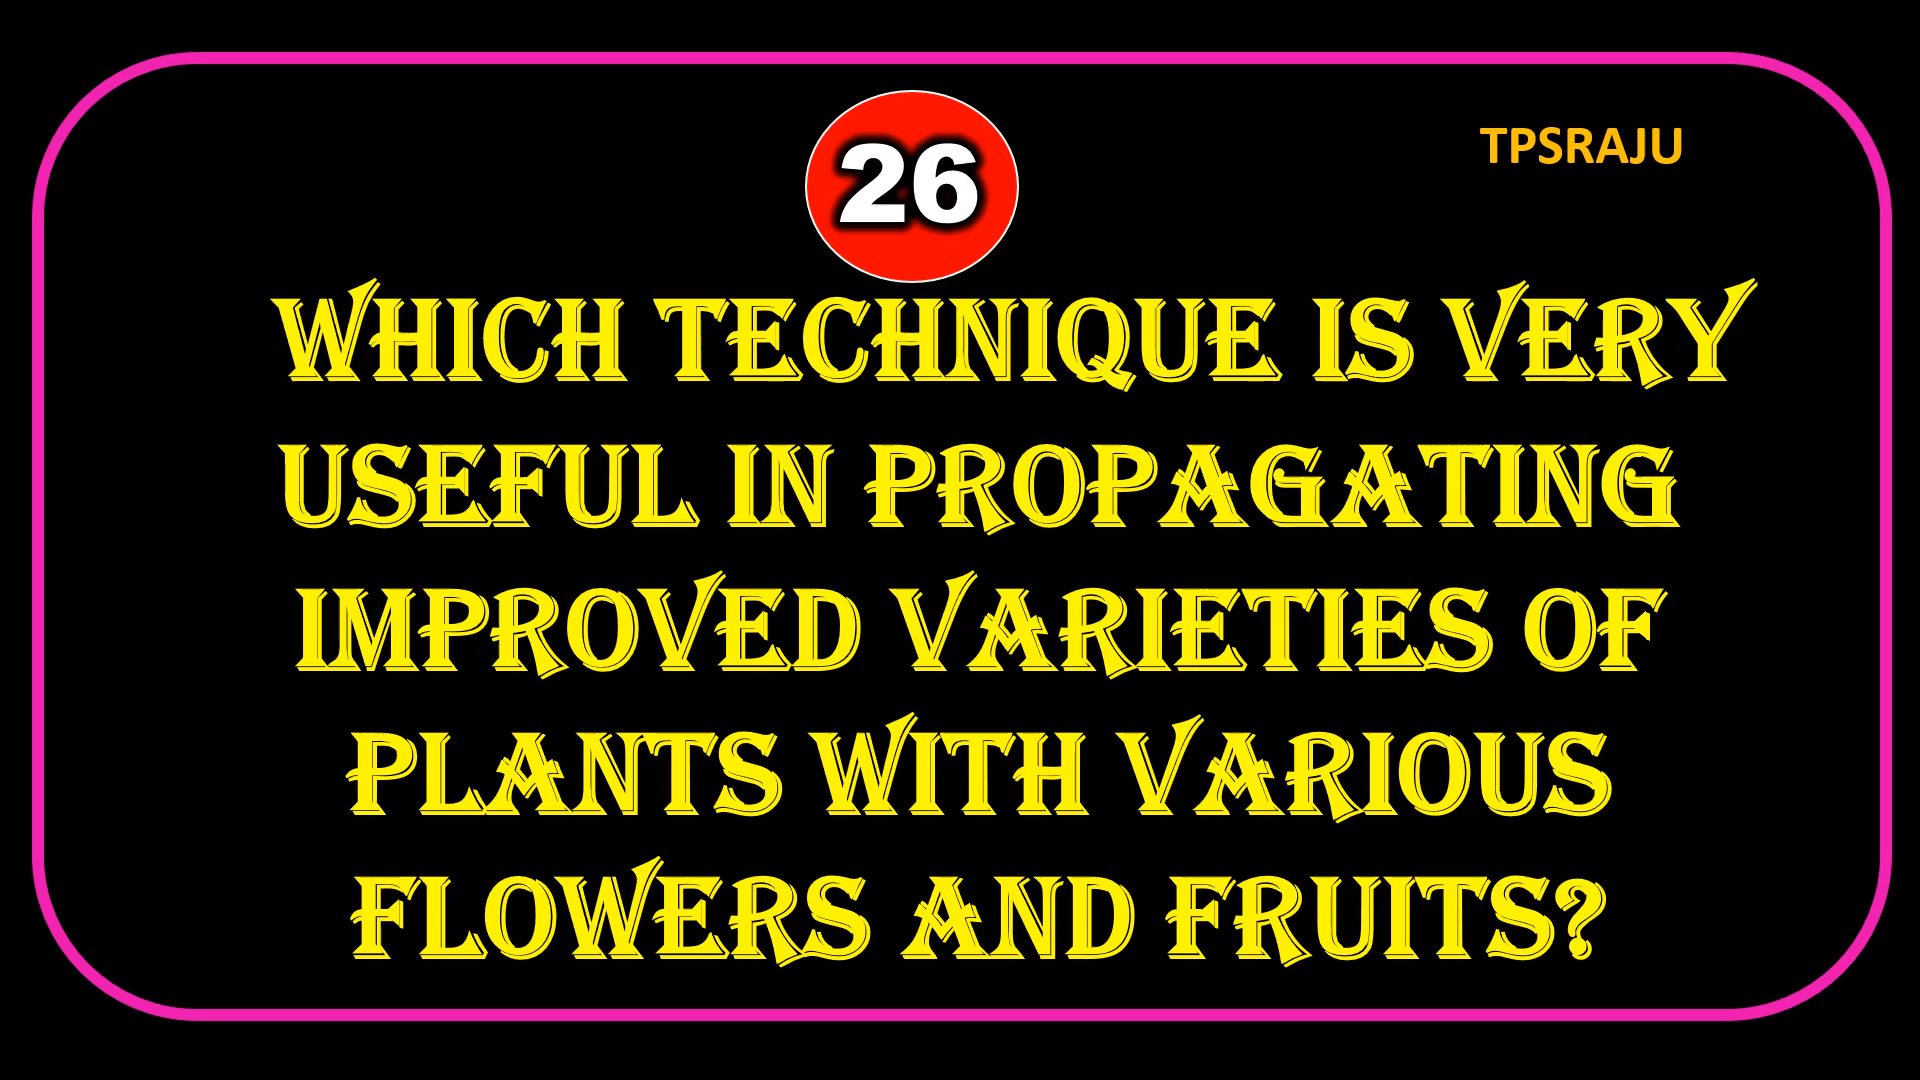 26
TPSRAJU
WHICH TECHNIQUE IS VERY
USEFUL IN PROPAGATING
IMPROVED VARIETIES OF
PLANTS WITH VARIOUS
FLOWERS AND FRUITS?